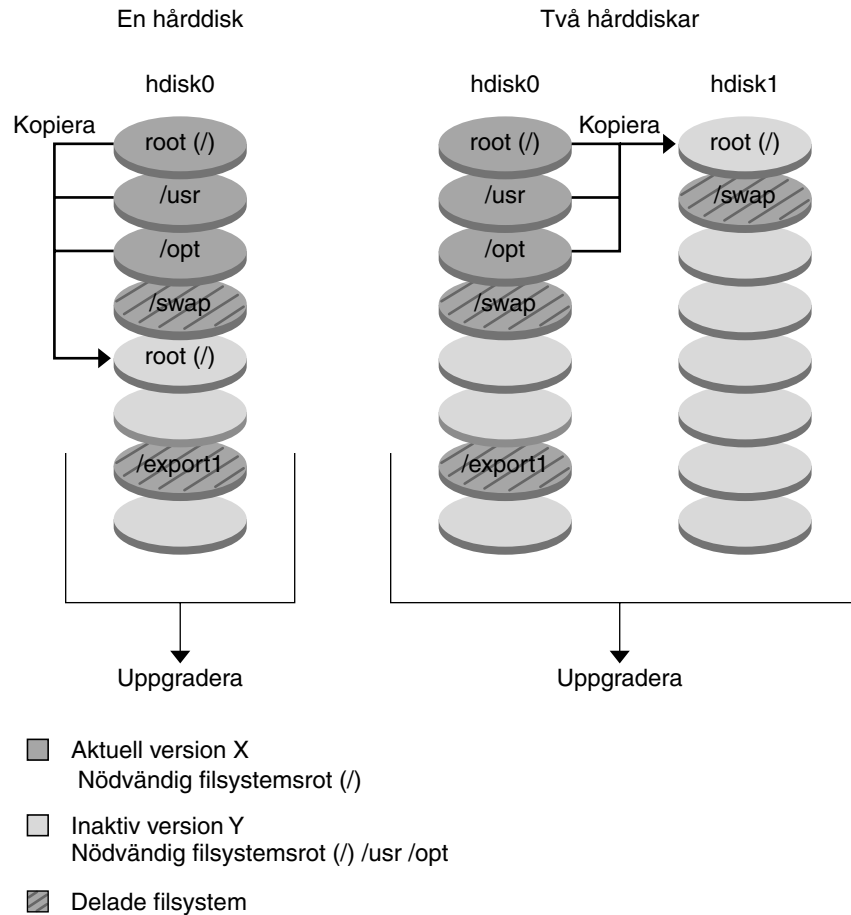 En hårddisk
Två hårddiskar
hdisk0
hdisk0
hdisk1
Kopiera
root (/)
/usr
/opt
/swap
root (/)
/export1
Kopiera
root (/)
/usr
/opt
/swap
/export1
root (/)
/swap
Uppgradera
Uppgradera
Aktuell version X
Nödvändig filsystemsrot (/)
Inaktiv version Y
Nödvändig filsystemsrot (/) /usr /opt
Delade filsystem